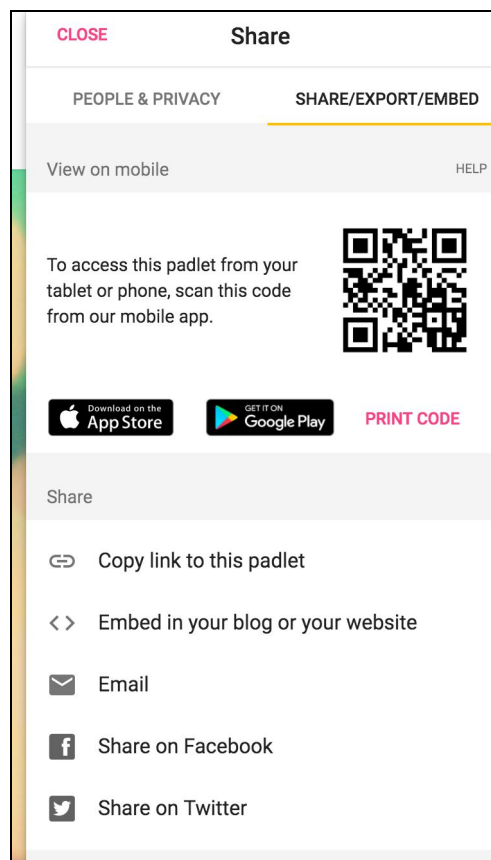 CLOSE Share
PEOPLE & PRIVACY SHARE/EXPORT/EMBED
View on mobile HELP
To access this padlet from your
tablet or phone, scan this code
from our mobile app.
Download on the
App Store
GET IT ON
Google Play
PRINT CODE
Share
Copy link to this padlet
Embed in your blog or your website
Email
Share on Facebook
Share on Twitter